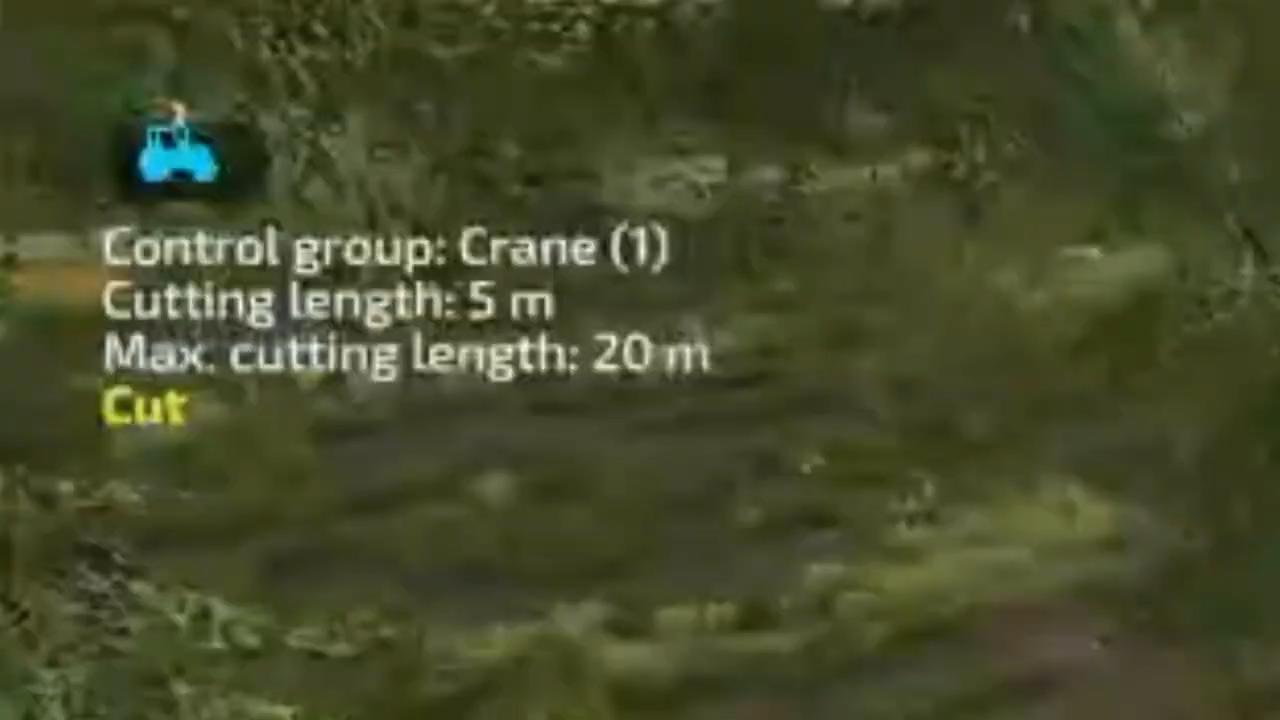 Control group: Crane (1)
Cutting length: 5 m
Max. cutting length: 20 m
Cut